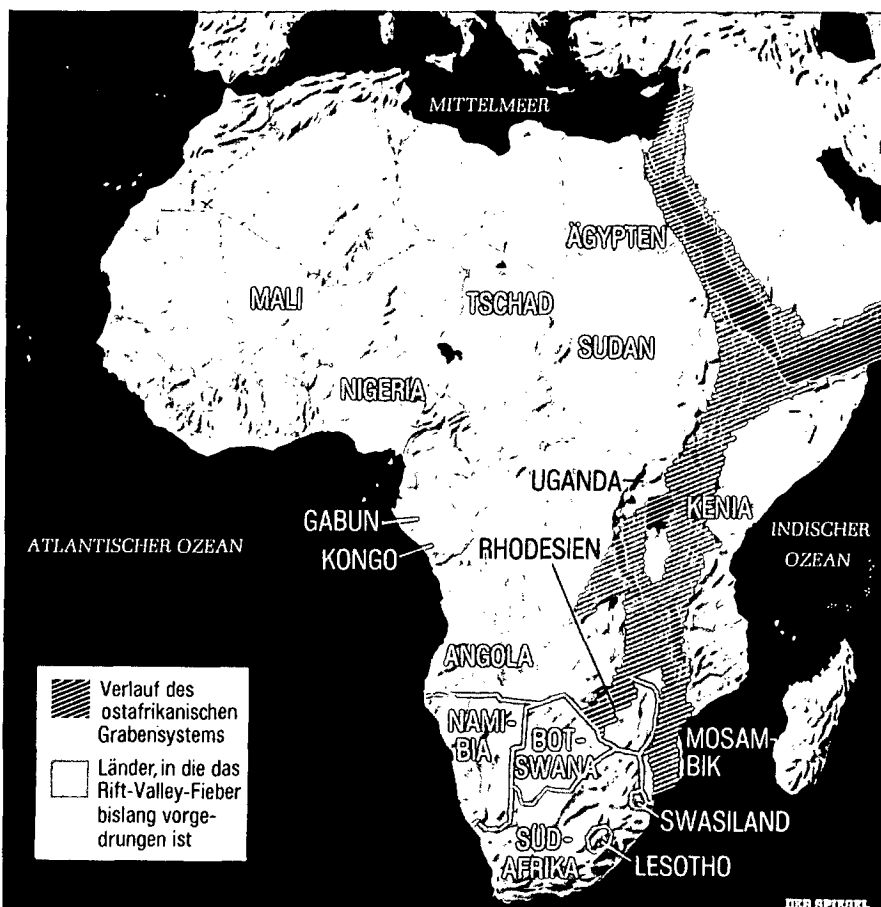 MITTELMEER
ÄGYPTEN
MALI
TSCHAD
SUDAN
NIGERIA
UGANDA
KENIA
GABUN
ATLANTISCHER OZEAN
KONGO
RHODESIEN
INDISCHER
OZEAN
ANGOLA
NAMI-
BIA
BOT-
SWANA
MOSAM-
BIK
SWASILAND
SÜD-
AFRIKA
LESOTHO
Verlauf des
ostafrikanischen
Grabensystems
Länder, in die das
Rift-Valley-Fieber
bislang vorge-
drungen ist
DER SPIEGEL